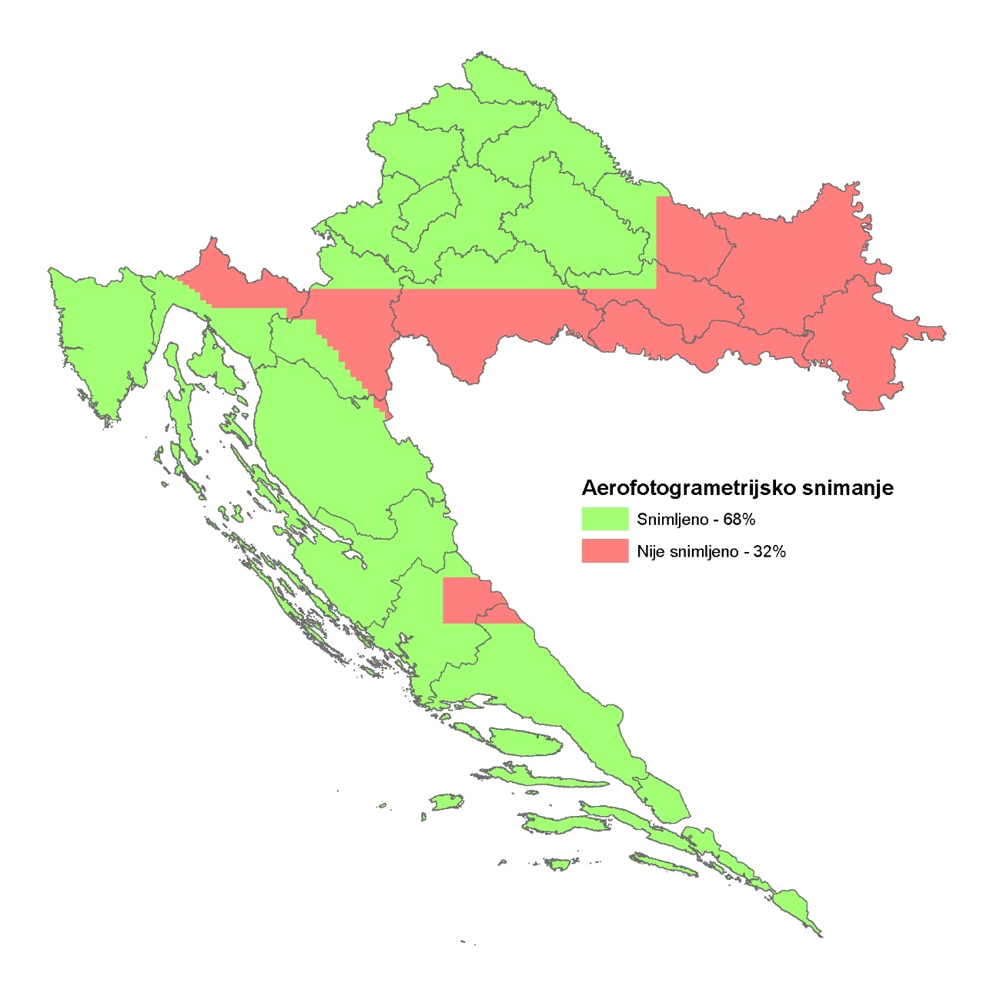 Aerofotogrametrijsko snimanje
Snimljeno - 68%
Nije snimljeno - 32%